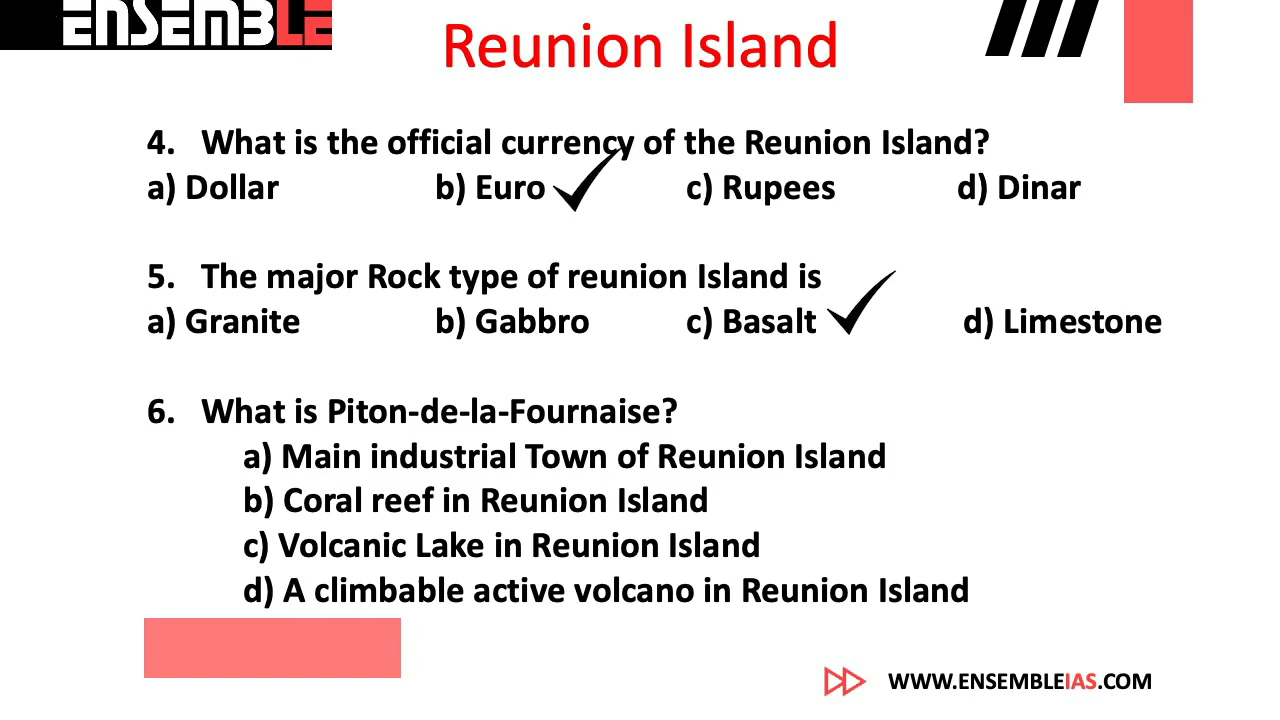 ENSEMBLE
Reunion Island
4. What is the official currency of the Reunion Island?
a) Dollar b) Euro c) Rupees d) Dinar
5. The major Rock type of reunion Island is
a) Granite b) Gabbro c) Basalt d) Limestone
6. What is Piton-de-la-Fournaise?
a) Main industrial Town of Reunion Island
b) Coral reef in Reunion Island
c) Volcanic Lake in Reunion Island
d) A climbable active volcano in Reunion Island
WWW.ENSEMBLEIAS.COM